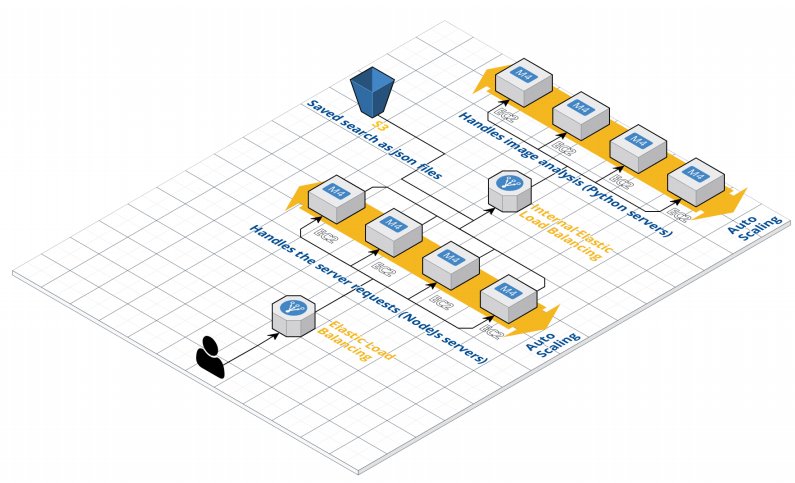 M4
M4
M4
M4
EC2
EC2
EC2
EC2
Handles image analysis (Python servers)
Auto
Scaling
S3
Saved search as json files
Internal Elastic
Load Balancing
M4
M4
M4
M4
EC2
EC2
EC2
EC2
Handles the server requests (NodeJs servers)
Auto
Scaling
Elastic Load
Balancing